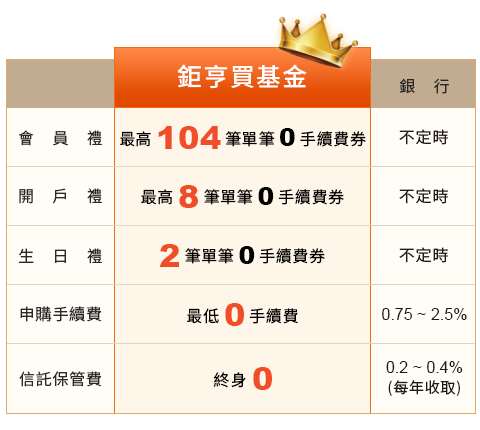 鉅亨買基金
銀行
會員禮
最高104筆單筆0手續費券
不定時
開戶禮
最高8筆單筆0手續費券
不定時
生日禮
2筆單筆0手續費券
不定時
申購手續費
最低0手續費
0.75 ~ 2.5%
信託保管費
終身0
0.2 ~ 0.4%
(每年收取)